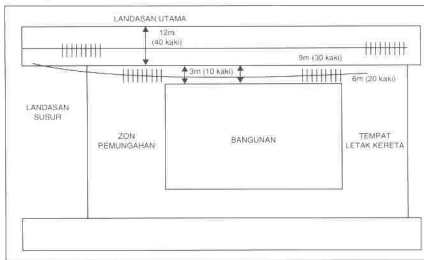 LANDASAN UTAMA
12m
(40 kaki)
9m (30 kaki)
3m (10 kaki)
6m (20 kaki)
LANDASAN
SUSUR
ZON
PEMUNGAHAN
BANGUNAN
TEMPAT
LETAK KERETA